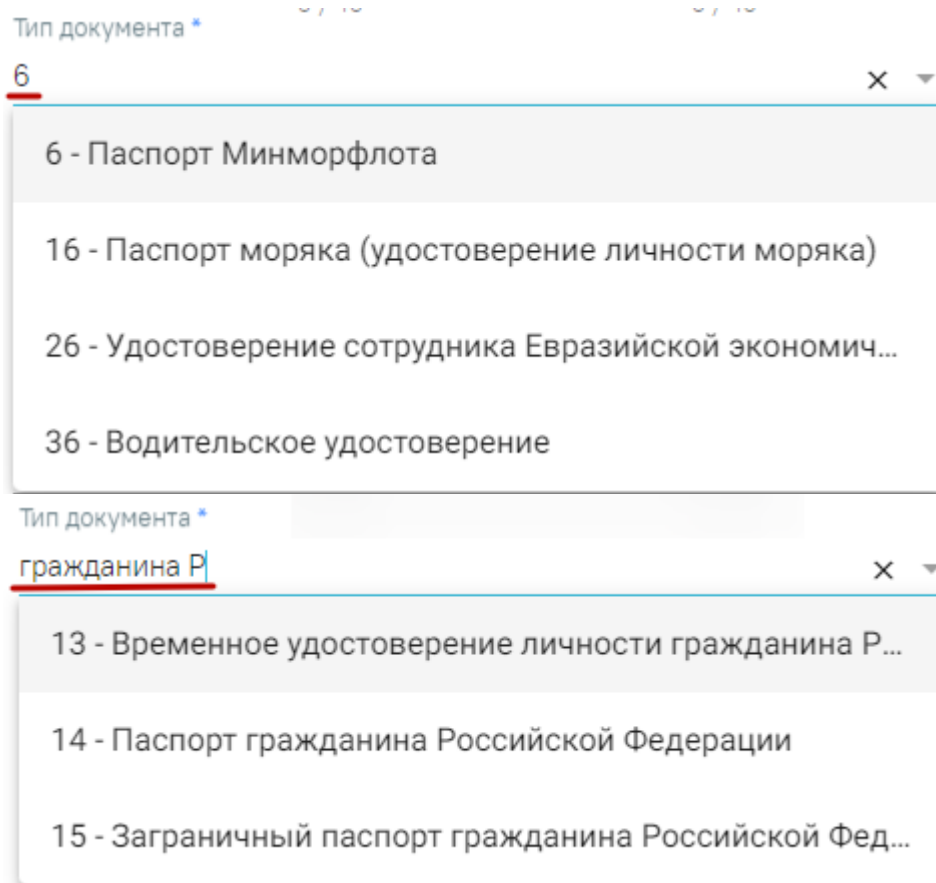 Тип документа *
6
6 - Паспорт Минморфлота
16 - Паспорт моряка (удостоверение личности моряка)
26 - Удостоверение сотрудника Евразийской экономич...
36 - Водительское удостоверение
Тип документа *
гражданина Р
13 - Временное удостоверение личности гражданина Р...
14 - Паспорт гражданина Российской Федерации
15 - Заграничный паспорт гражданина Российской Фед...